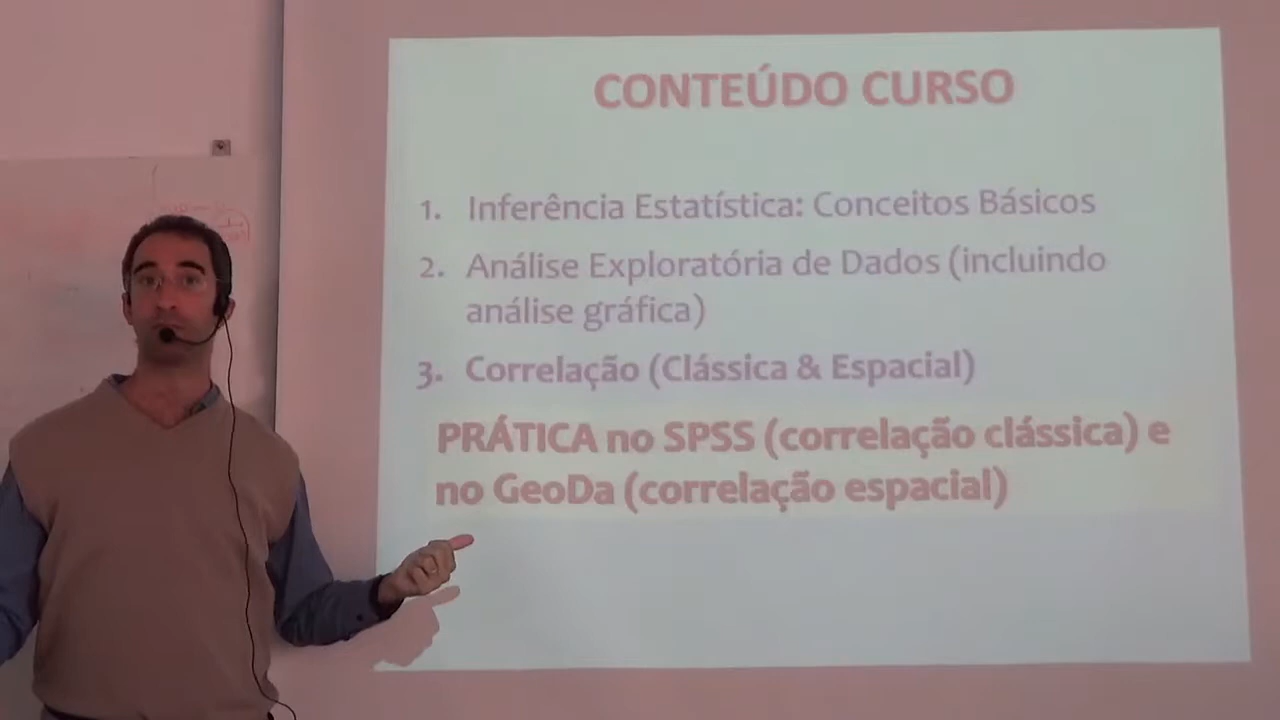 CONTEÚDO CURSO
1. Inferência Estatística: Conceitos Básicos
2. Análise Exploratória de Dados (incluindo
análise gráfica)
3. Correlação (Clássica & Espacial)
PRÁTICA no SPSS (correlação clássica) e
no GeoDa (correlação espacial)